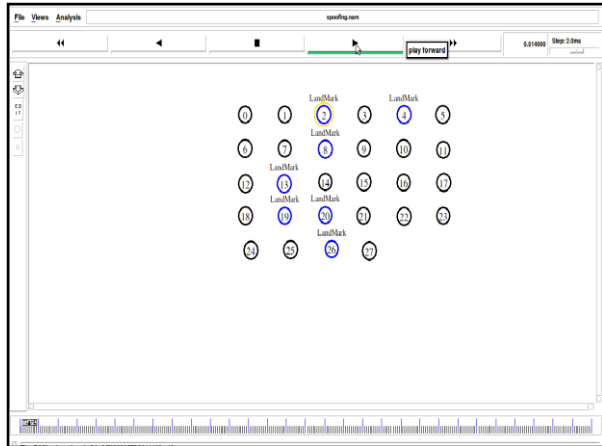 File Views Analysis spoofing.nam
play forward
0.514000 Step: 2.0ms
LandMark LandMark
0 1 2 3 4 5
LandMark
6 7 8 9 10 11
LandMark
12 13 14 15 16 17
LandMark LandMark
18 19 20 21 22 23
LandMark
24 25 26 27